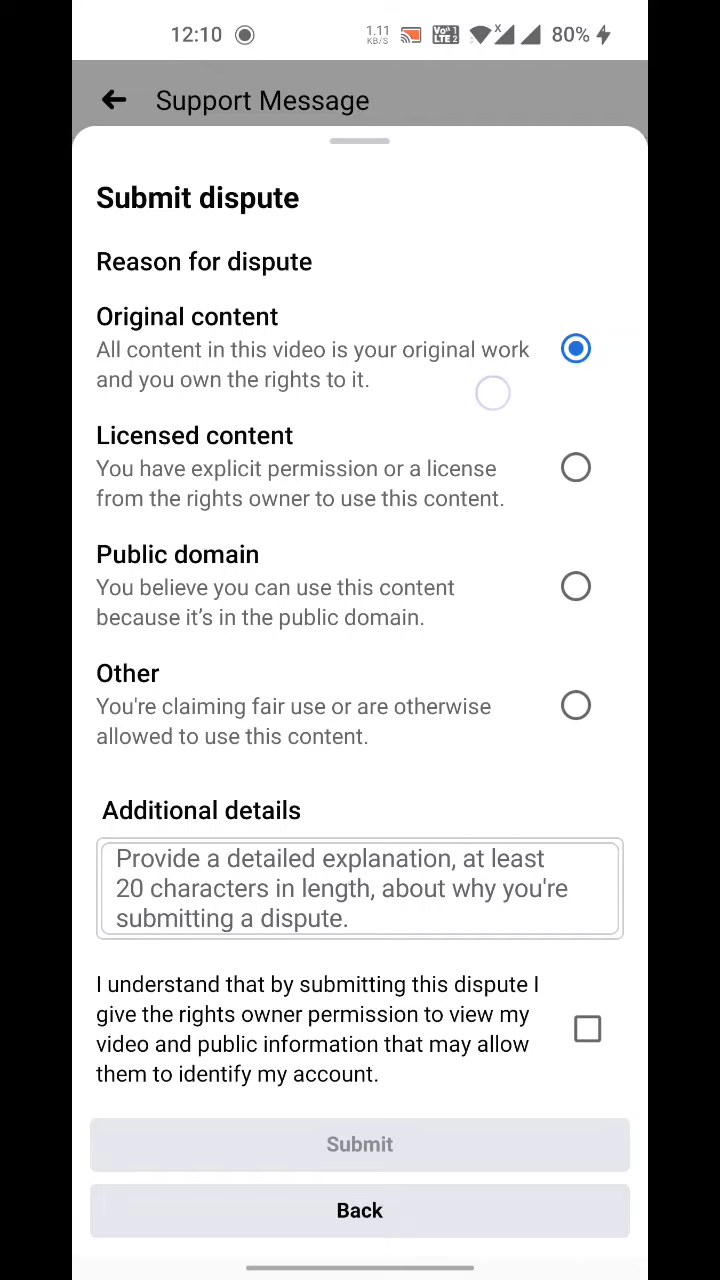 12:10
1.11
KB/S
Vo 1
LTE 2
x
80%
Support Message
Submit dispute
Reason for dispute
Original content
All content in this video is your original work
and you own the rights to it.
Licensed content
You have explicit permission or a license
from the rights owner to use this content.
Public domain
You believe you can use this content
because it’s in the public domain.
Other
You're claiming fair use or are otherwise
allowed to use this content.
Additional details
Provide a detailed explanation, at least
20 characters in length, about why you're
submitting a dispute.
I understand that by submitting this dispute I
give the rights owner permission to view my
video and public information that may allow
them to identify my account.
Submit
Back